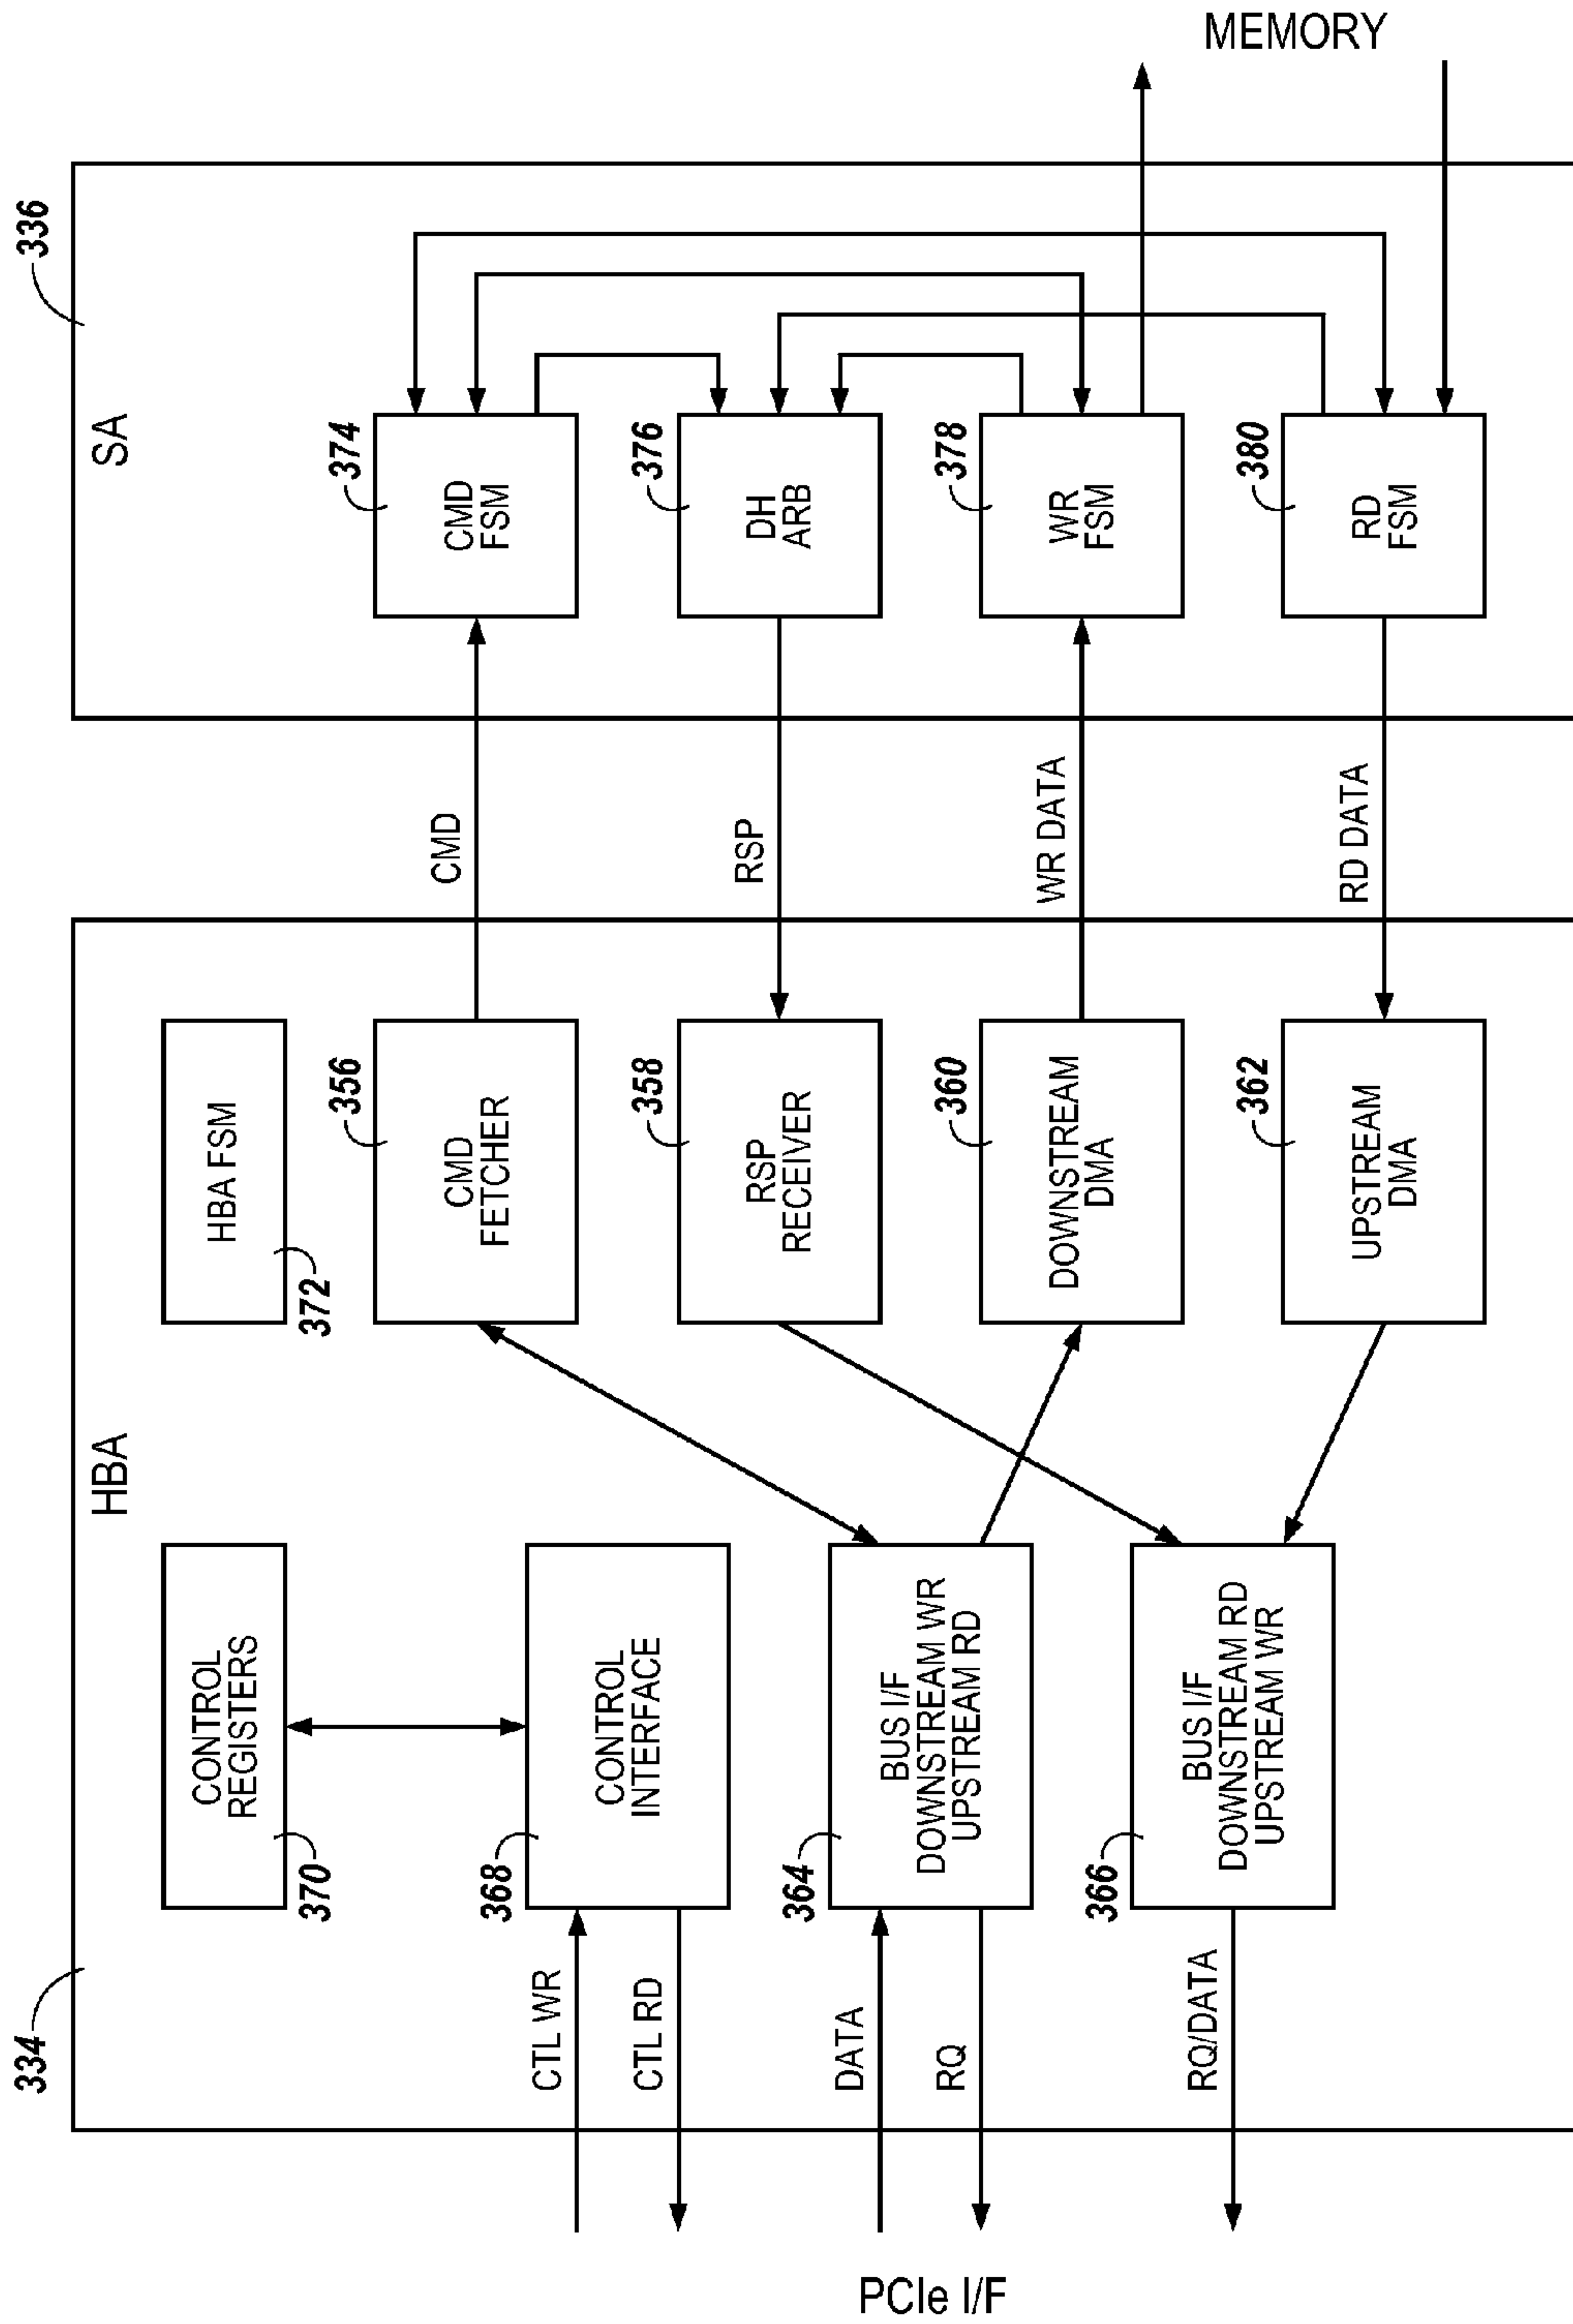 334
HBA
CONTROL
REGISTERS
370
HBA FSM
372
CTL WR
CTL RD
368
CONTROL
INTERFACE
356
CMD
FETCHER
CMD
DATA
RQ
364
BUS I/F
DOWNSTREAM WR
UPSTREAM RD
358
RSP
RECEIVER
RSP
RQ/DATA
366
BUS I/F
DOWNSTREAM RD
UPSTREAM WR
360
DOWNSTREAM
DMA
WR DATA
362
UPSTREAM
DMA
RD DATA
PCIe I/F
336
SA
374
CMD
FSM
376
DH
ARB
378
WR
FSM
380
RD
FSM
MEMORY